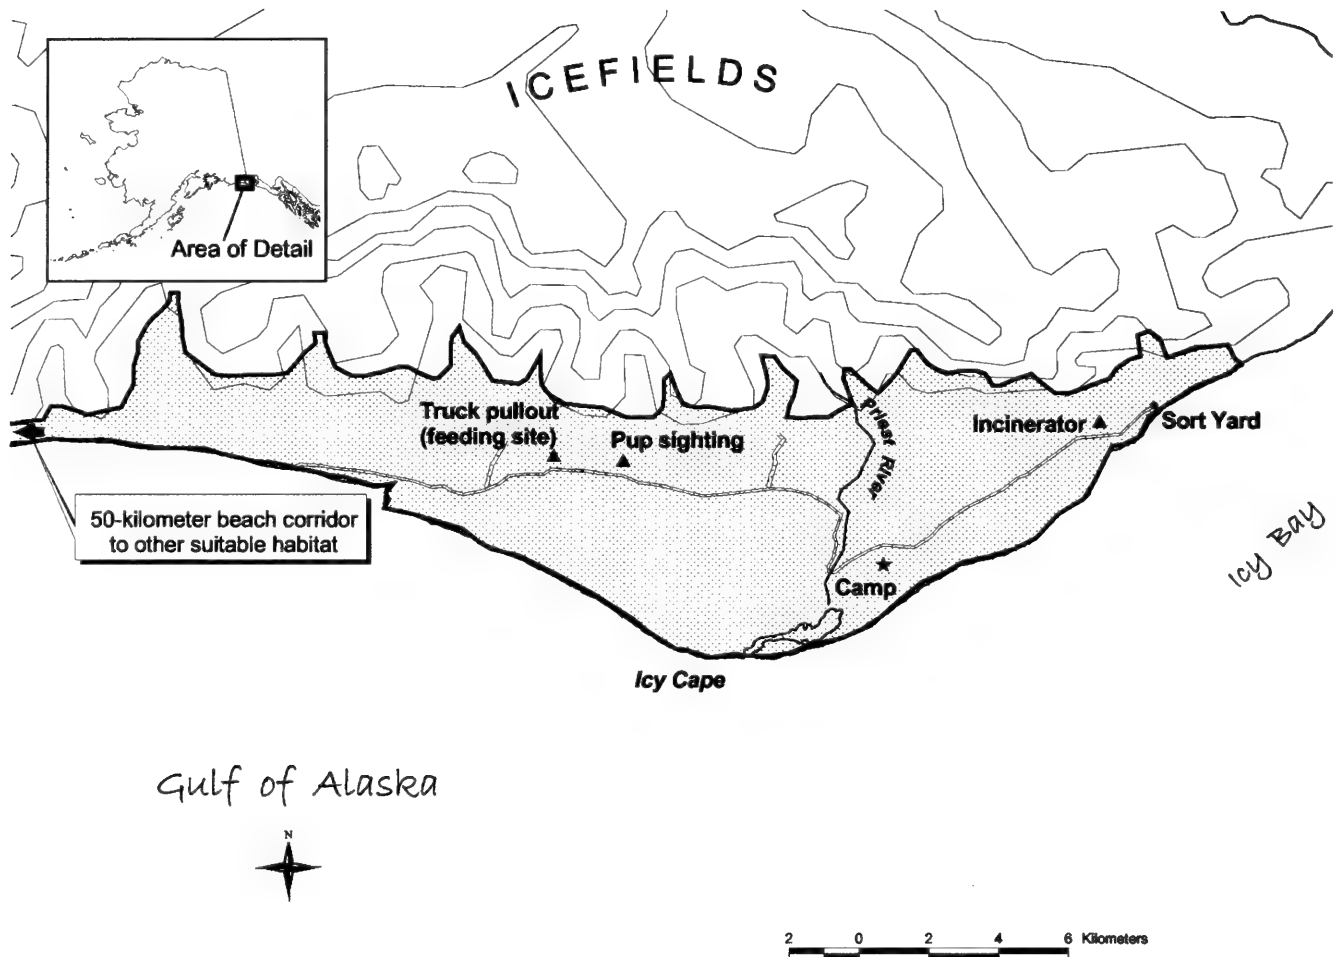 ICEFIELDS
Area of Detail
Truck pullout
(feeding site)
Pup sighting
Priest River
Incinerator
Sort Yard
50-kilometer beach corridor
to other suitable habitat
Camp
Icy Bay
Icy Cape
Gulf of Alaska
N
2 0 2 4 6 Kilometers